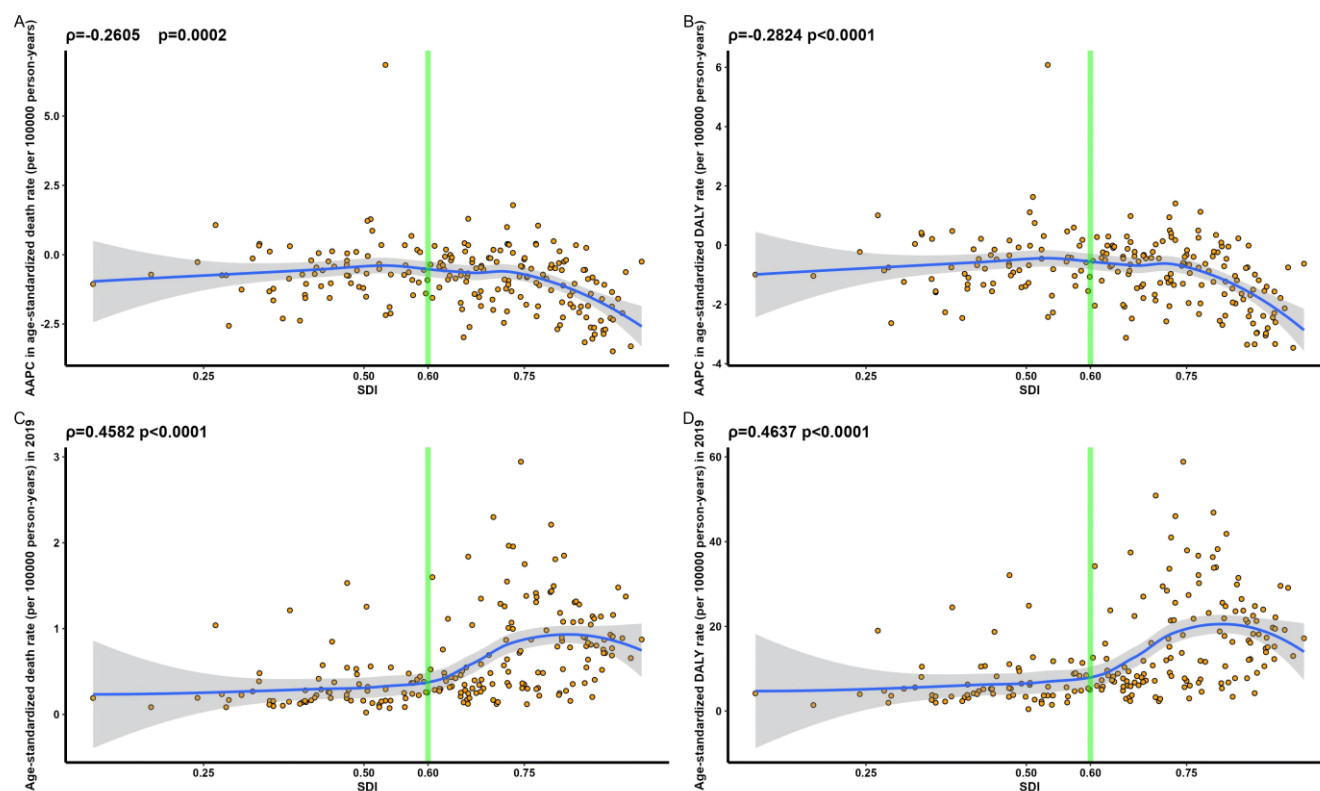 A
ρ=-0.2605 p=0.0002
AAPC in age-standardized death rate (per 100000 person-years)
5.0
2.5
0.0
-2.5
0.25 0.50 0.60 0.75
SDI
B
ρ=-0.2824 p<0.0001
AAPC in age-standardized DALY rate (per 100000 person-years)
6
4
2
0
-2
-4
0.25 0.50 0.60 0.75
SDI
C
ρ=0.4582 p<0.0001
Age-standardized death rate (per 100000 person-years) in 2019
3
2
1
0
0.25 0.50 0.60 0.75
SDI
D
ρ=0.4637 p<0.0001
Age-standardized DALY rate (per 100000 person-years) in 2019
60
40
20
0
0.25 0.50 0.60 0.75
SDI